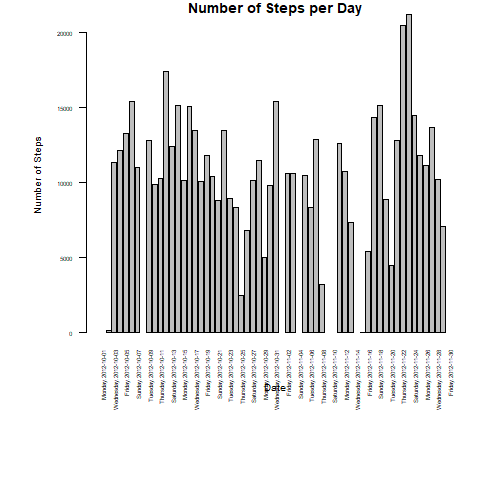 Number of Steps per Day
Number of Steps
20000
15000
10000
5000
0
Monday 2012-10-01
Wednesday 2012-10-03
Friday 2012-10-05
Sunday 2012-10-07
Tuesday 2012-10-09
Thursday 2012-10-11
Saturday 2012-10-13
Monday 2012-10-15
Wednesday 2012-10-17
Friday 2012-10-19
Sunday 2012-10-21
Tuesday 2012-10-23
Thursday 2012-10-25
Saturday 2012-10-27
Monday 2012-10-29
Wednesday 2012-10-31
Friday 2012-11-02
Sunday 2012-11-04
Tuesday 2012-11-06
Thursday 2012-11-08
Saturday 2012-11-10
Monday 2012-11-12
Wednesday 2012-11-14
Friday 2012-11-16
Sunday 2012-11-18
Tuesday 2012-11-20
Thursday 2012-11-22
Saturday 2012-11-24
Monday 2012-11-26
Wednesday 2012-11-28
Friday 2012-11-30
Date